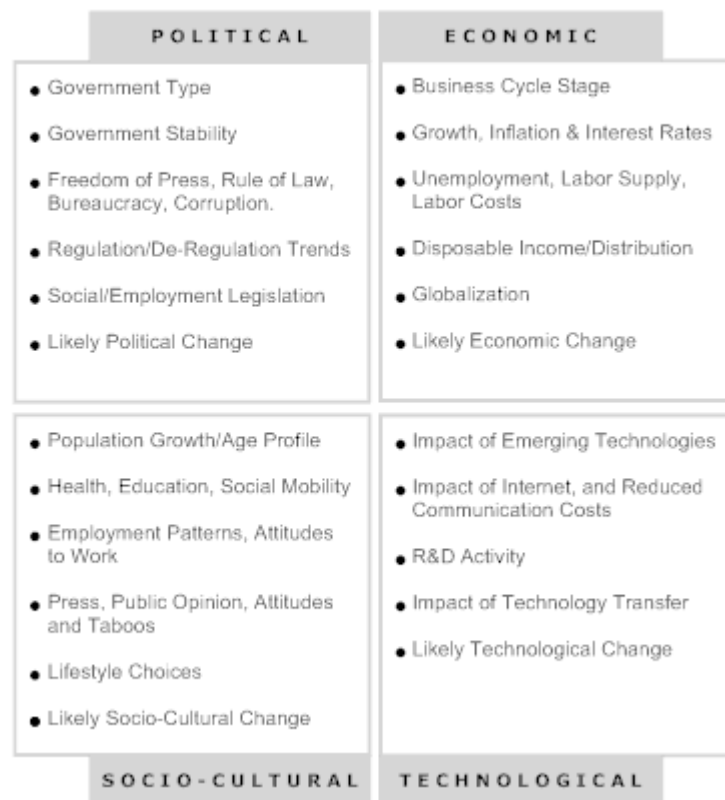 POLITICAL
● Government Type
● Government Stability
● Freedom of Press, Rule of Law,
Bureaucracy, Corruption.
● Regulation/De-Regulation Trends
● Social/Employment Legislation
● Likely Political Change
ECONOMIC
● Business Cycle Stage
● Growth, Inflation & Interest Rates
● Unemployment, Labor Supply,
Labor Costs
● Disposable Income/Distribution
● Globalization
● Likely Economic Change
● Population Growth/Age Profile
● Health, Education, Social Mobility
● Employment Patterns, Attitudes
to Work
● Press, Public Opinion, Attitudes
and Taboos
● Lifestyle Choices
● Likely Socio-Cultural Change
SOCIO-CULTURAL
● Impact of Emerging Technologies
● Impact of Internet, and Reduced
Communication Costs
● R&D Activity
● Impact of Technology Transfer
● Likely Technological Change
TECHNOLOGICAL